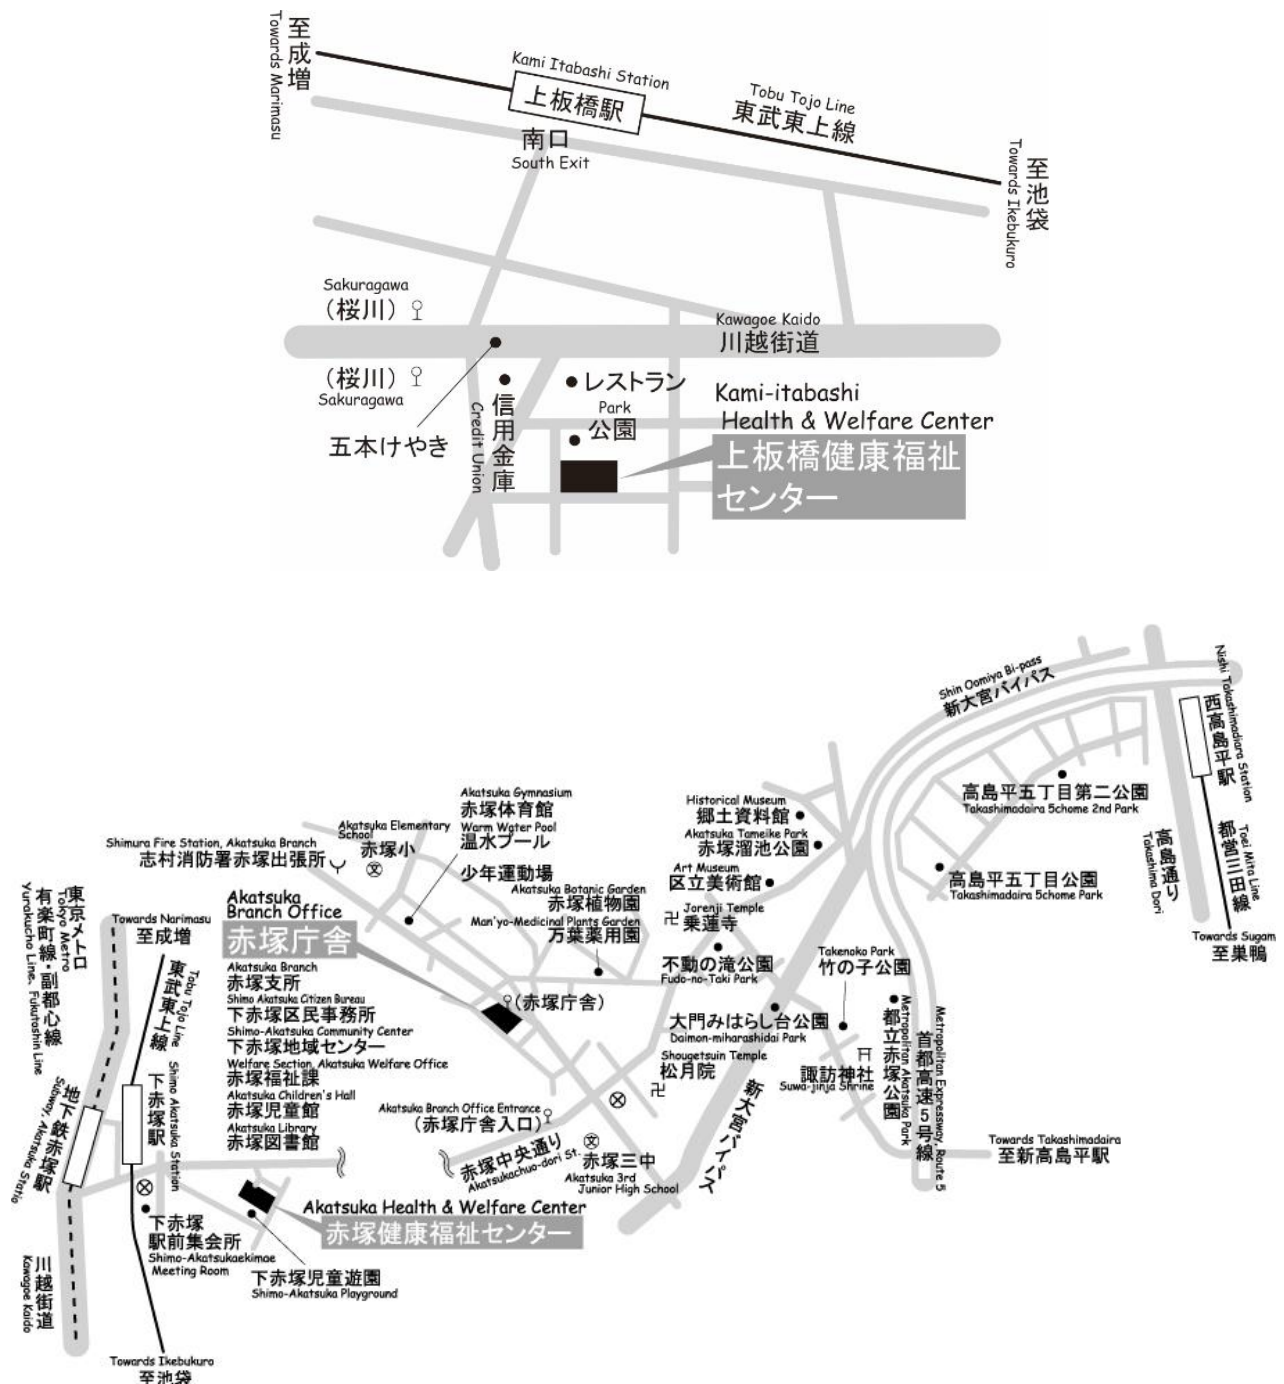 至成増
Towards Marimasu
Kami Itabashi Station
上板橋駅
Tobu Tojo Line
東武東上線
南口
South Exit
至池袋
Towards Ikebukuro
Sakuragawa
(桜川)
Kawagoe Kaido
川越街道
(桜川)
Sakuragawa
レストラン
Park
公園
信用金庫
Credit Union
五本けやき
Kami-itabashi
Health & Welfare Center
上板橋健康福祉
センター
Shin Oomiya Bi-pass
新大宮バイパス
Nishi Takashimadiara Station
西高島平駅
高島平五丁目第二公園
Takashimadaira 5chome 2nd Park
高島平五丁目公園
Takashimadaira 5chome Park
高島通り
Takashima Dori
Toei Mita Line
都営三田線
Towards Sugam
至巣鴨
Historical Museum
郷土資料館
Akatsuka Tameike Park
赤塚溜池公園
Art Museum
区立美術館
Jorenji Temple
卍乗蓮寺
不動の滝公園
Fudo-no-Taki Park
Takenoko Park
竹の子公園
大門みはらし台公園
Daimon-miharashidai Park
Shougetsuin Temple
松月院
卍
諏訪神社
Suwa-jinja Shrine
都立赤塚公園
Metropolitan Akatsuka Park
首都高速5号線
Metropolitan Expressway, Route 5
新大宮バイパス
Towards Takashimadaira
至新高島平駅
Akatsuka Gymnasium
赤塚体育館
Warm Water Pool
温水プール
少年運動場
Akatsuka Elementary
School
赤塚小
文
Shimura Fire Station, Akatsuka Branch
志村消防署赤塚出張所
Akatsuka Botanic Garden
赤塚植物園
Man'yo-Medicinal Plants Garden
万葉薬用園
Akatsuka
Branch Office
赤塚庁舎
(赤塚庁舎)
Akatsuka Branch
赤塚支所
Shimo Akatsuka Citizen Bureau
下赤塚区民事務所
Shimo-Akatsuka Community Center
下赤塚地域センター
Welfare Section, Akatsuka Welfare Office
赤塚福祉課
Akatsuka Children's Hall
赤塚児童館
Akatsuka Library
赤塚図書館
Akatsuka Branch Office Entrance
(赤塚庁舎入口)
赤塚中央通り
Akatsukachuo-dori St.
文
赤塚三中
Akatsuka 3rd
Junior High School
東京メトロ
Tokyo Metro
有楽町線・副都心線
Yurakucho Line, Fukutoshin Line
Towards Narimasu
至成増
東武東上線
Tobu Tojo Line
下赤塚駅
Shimo Akatsuka Station
地下鉄赤塚駅
Subway, Akatsuka Statio
下赤塚
駅前集会所
Shimo-Akatsukaekimae
Meeting Room
Akatsuka Health & Welfare Center
赤塚健康福祉センター
下赤塚児童遊園
Shimo-Akatsuka Playground
川越街道
Kawagoe Kaido
Towards Ikebukuro
至池袋